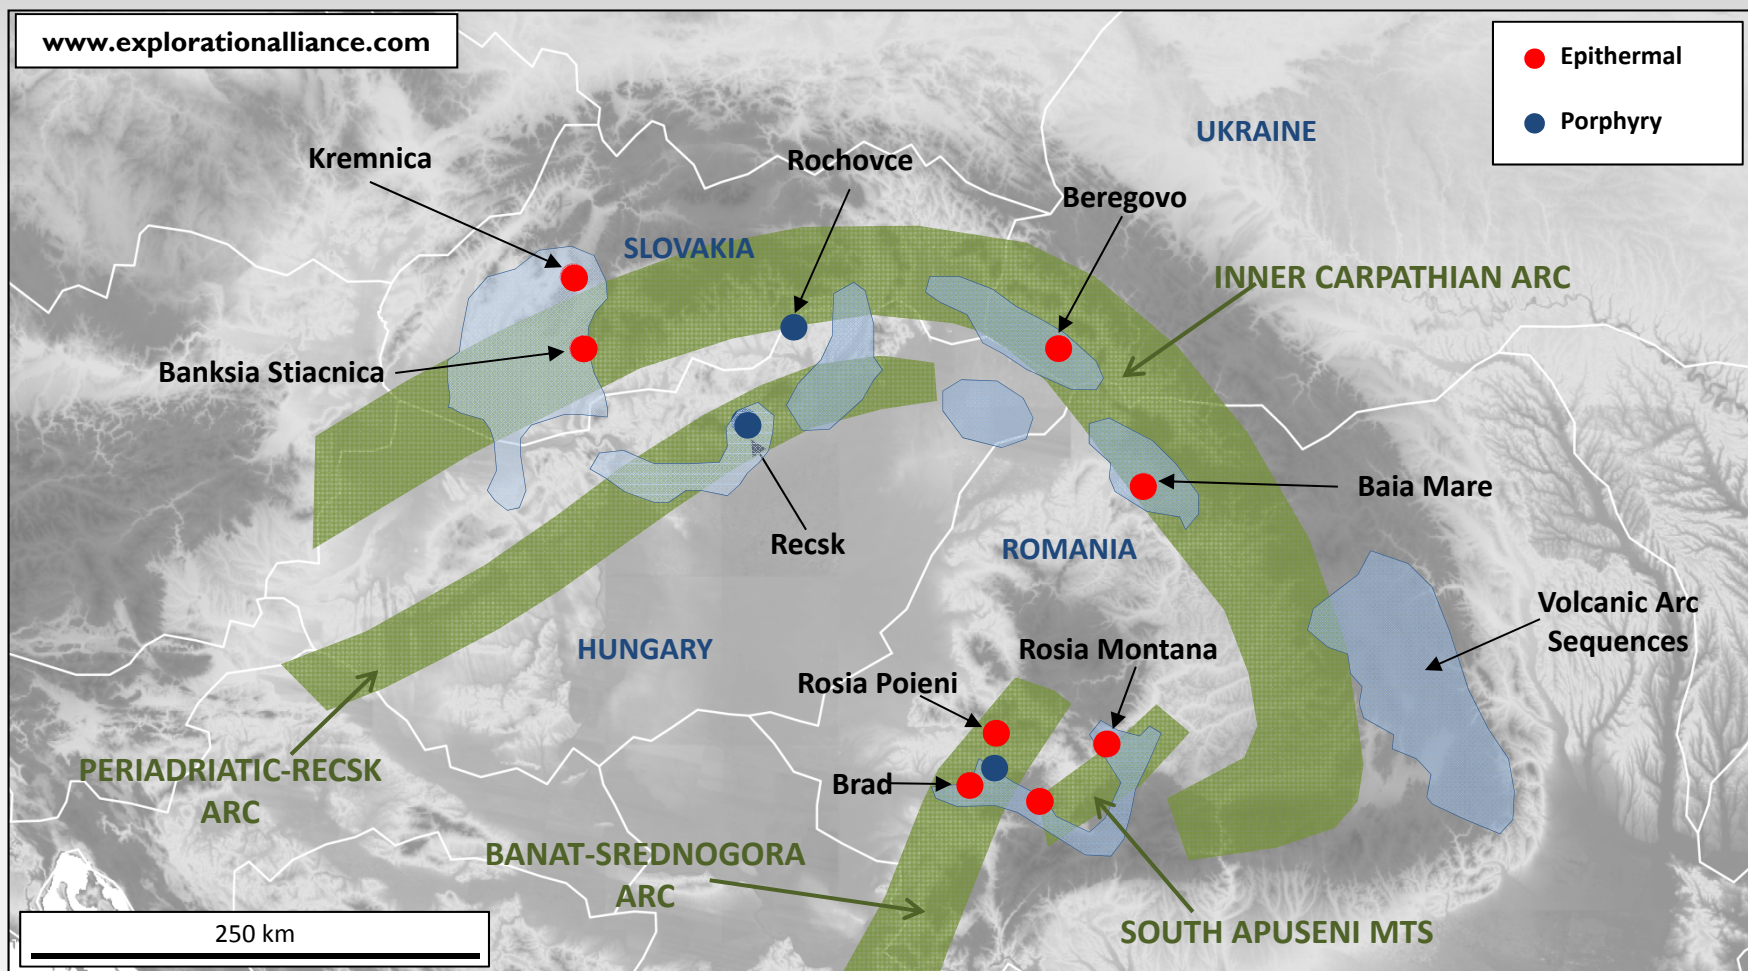 www.explorationalliance.com
Epithermal
Porphyry
UKRAINE
Kremnica
Rochovce
Beregovo
SLOVAKIA
INNER CARPATHIAN ARC
Banksia Stiacnica
Baia Mare
Recsk
ROMANIA
Volcanic Arc
Sequences
HUNGARY
Rosia Montana
Rosia Poieni
PERIADRIATIC-RECSK
ARC
Brad
BANAT-SREDNOGORA
ARC
SOUTH APUSENI MTS
250 km